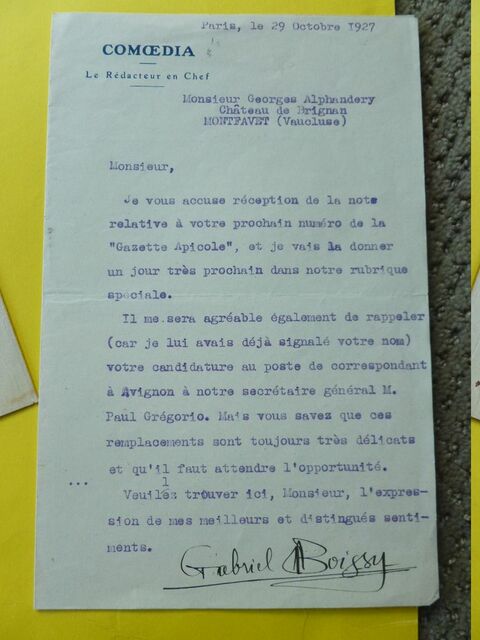 Paris, le 29 Octobre 1927
COMŒDIA
Le Rédacteur en Chef
Monsieur Georges Alphandery
Château de Brignan
MONTFAVET (Vaucluse)
Monsieur,
Je vous accuse réception de la note
relative à votre prochain numéro de la
"Gazette Apicole", et je vais la donner
un jour très prochain dans notre rubrique
spéciale.
Il me sera agréable également de rappeler
(car je lui avais déjà signalé votre nom)
votre candidature au poste de correspondant
à Avignon à notre secrétaire général M.
Paul Grégorio. Mais vous savez que ces
remplacements sont toujours très délicats
et qu'il faut attendre l'opportunité.
... Veuillez trouver ici, Monsieur, l'expres-
sion de mes meilleurs et distingués senti-
ments.
Gabriel Boissy